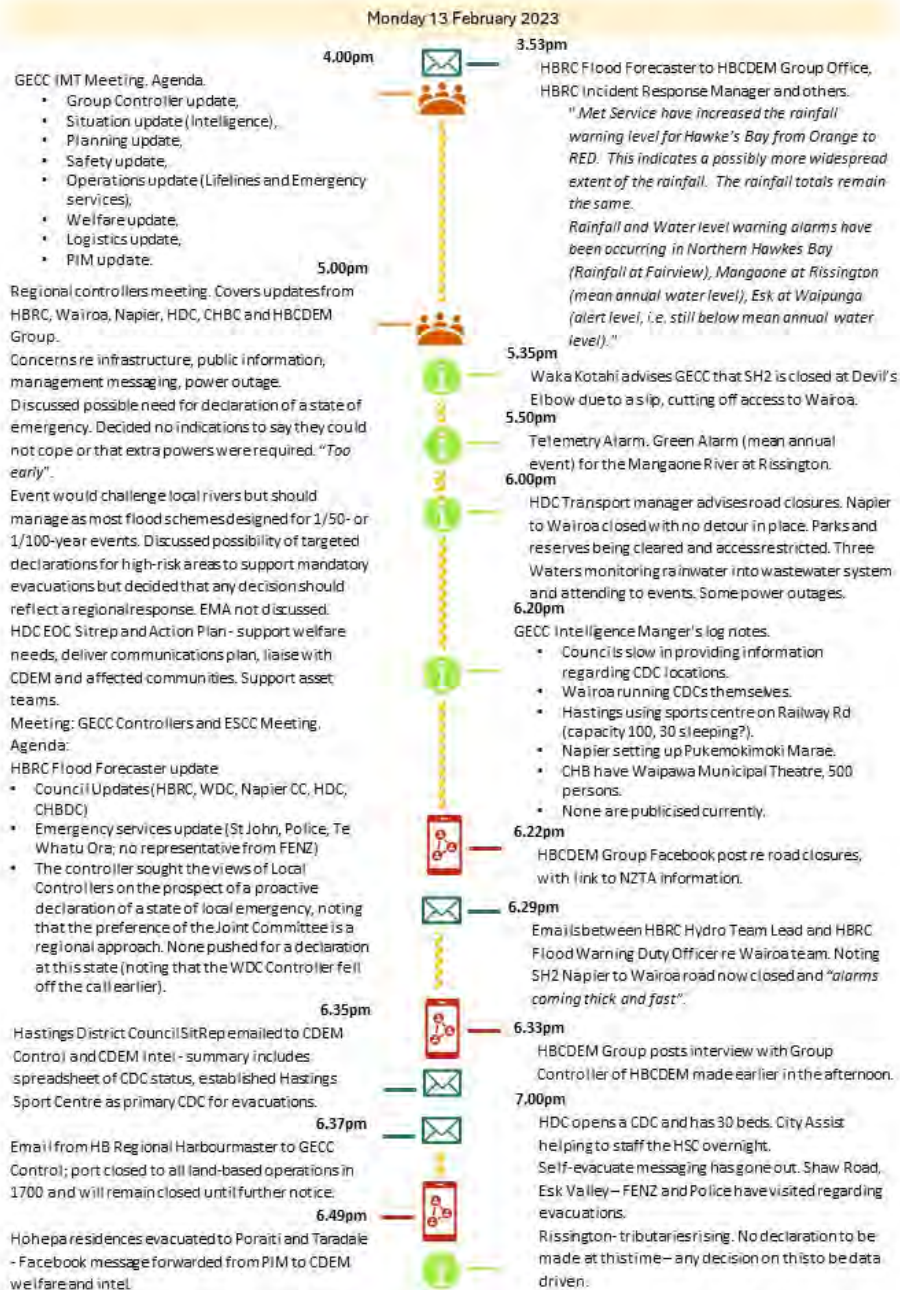 Monday 13 February 2023
4.00pm
GECC IMT Meeting. Agenda.
• Group Controller update,
• Situation update (Intelligence),
• Planning update,
• Safety update,
• Operations update (Lifelines and Emergency
services),
• Welfare update,
• Logistics update,
• PIM update.
5.00pm
Regional controllers meeting. Covers updates from
HBRC, Wairoa, Napier, HDC, CHBC and HBCDEM
Group.
Concerns re infrastructure, public information,
management messaging, power outage.
Discussed possible need for declaration of a state of
emergency. Decided no indications to say they could
not cope or that extra powers were required. "Too
early".
Event would challenge local rivers but should
manage as most flood schemes designed for 1/50- or
1/100-year events. Discussed possibility of targeted
declarations for high-risk areas to support mandatory
evacuations but decided that any decision should
reflect a regional response. EMA not discussed.
HDC EOC Sitrep and Action Plan - support welfare
needs, deliver communications plan, liaise with
CDEM and affected communities. Support asset
teams.
Meeting: GECC Controllers and ESCC Meeting.
Agenda:
HBRC Flood Forecaster update
• Council Updates (HBRC, WDC, Napier CC, HDC,
CHBDC)
• Emergency services update (St John, Police, Te
Whatu Ora; no representative from FENZ)
• The controller sought the views of Local
Controllers on the prospect of a proactive
declaration of a state of local emergency, noting
that the preference of the Joint Committee is a
regional approach. None pushed for a declaration
at this state (noting that the WDC Controller fell
off the call earlier).
6.35pm
Hastings District Council SitRep emailed to CDEM
Control and CDEM Intel - summary includes
spreadsheet of CDC status, established Hastings
Sport Centre as primary CDC for evacuations.
6.37pm
Email from HB Regional Harbourmaster to GECC
Control; port closed to all land-based operations in
1700 and will remain closed until further notice.
6.49pm
Hohepa residences evacuated to Poraiti and Taradale
- Facebook message forwarded from PIM to CDEM
welfare and intel.
3.53pm
HBRC Flood Forecaster to HBCDEM Group Office,
HBRC Incident Response Manager and others.
"Met Service have increased the rainfall
warning level for Hawke's Bay from Orange to
RED. This indicates a possibly more widespread
extent of the rainfall. The rainfall totals remain
the same.
Rainfall and Water level warning alarms have
been occurring in Northern Hawkes Bay
(Rainfall at Fairview), Mangaone at Rissington
(mean annual water level), Esk at Waipunga
(alert level, i.e. still below mean annual water
level)."
5.35pm
Waka Kotahi advises GECC that SH2 is closed at Devil's
Elbow due to a slip, cutting off access to Wairoa.
5.50pm
Telemetry Alarm. Green Alarm (mean annual
event) for the Mangaone River at Rissington.
6.00pm
HDC Transport manager advises road closures. Napier
to Wairoa closed with no detour in place. Parks and
reserves being cleared and access restricted. Three
Waters monitoring rainwater into wastewater system
and attending to events. Some power outages.
6.20pm
GECC Intelligence Manger's log notes.
• Councils slow in providing information
regarding CDC locations.
• Wairoa running CDCs themselves.
• Hastings using sports centre on Railway Rd
(capacity 100, 30 sleeping?).
• Napier setting up Pukemokimoki Marae.
• CHB have Waipawa Municipal Theatre, 500
persons.
• None are publicised currently.
6.22pm
HBCDEM Group Facebook post re road closures,
with link to NZTA information.
6.29pm
Emails between HBRC Hydro Team Lead and HBRC
Flood Warning Duty Officer re Wairoa team. Noting
SH2 Napier to Wairoa road now closed and "alarms
coming thick and fast".
6.33pm
HBCDEM Group posts interview with Group
Controller of HBCDEM made earlier in the afternoon.
7.00pm
HDC opens a CDC and has 30 beds. City Assist
helping to staff the HSC overnight.
Self-evacuate messaging has gone out. Shaw Road,
Esk Valley – FENZ and Police have visited regarding
evacuations.
Rissington- tributaries rising. No declaration to be
made at this time – any decision on this to be data
driven.